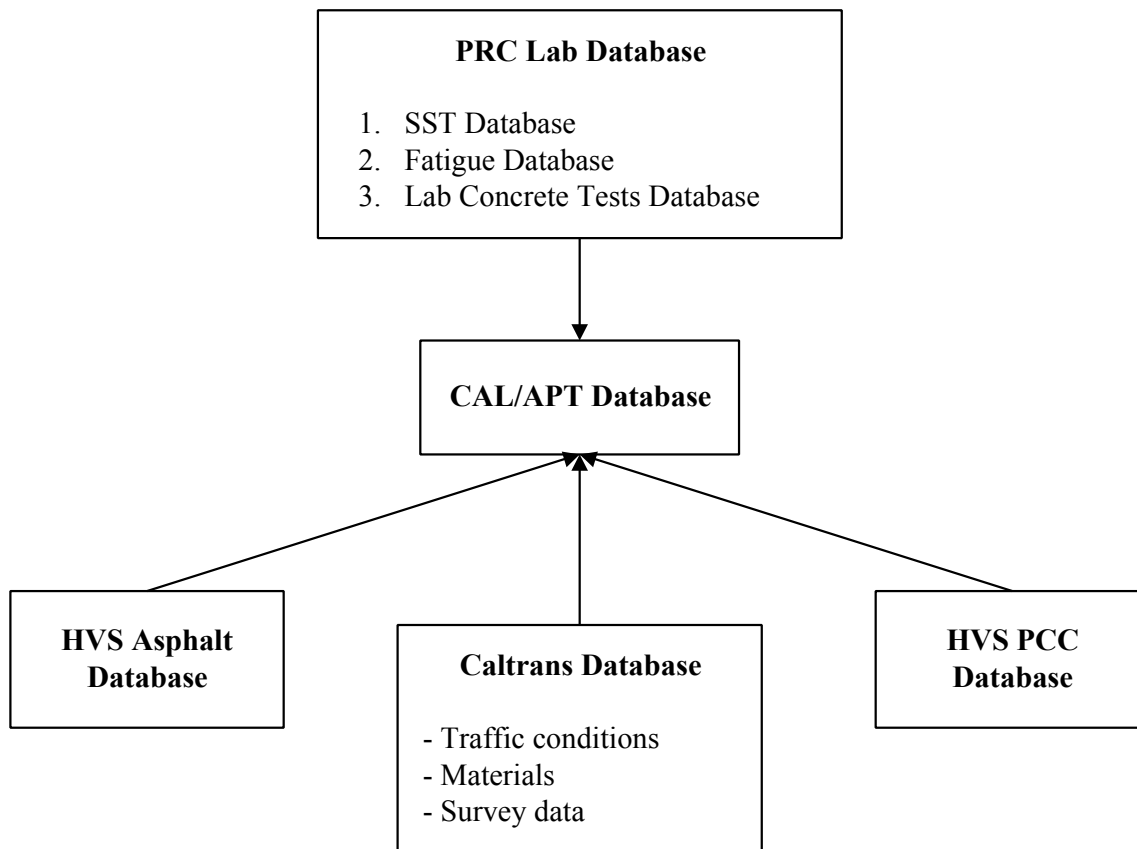 PRC Lab Database
1. SST Database
2. Fatigue Database
3. Lab Concrete Tests Database
CAL/APT Database
HVS Asphalt
Database
Caltrans Database
- Traffic conditions
- Materials
- Survey data
HVS PCC
Database